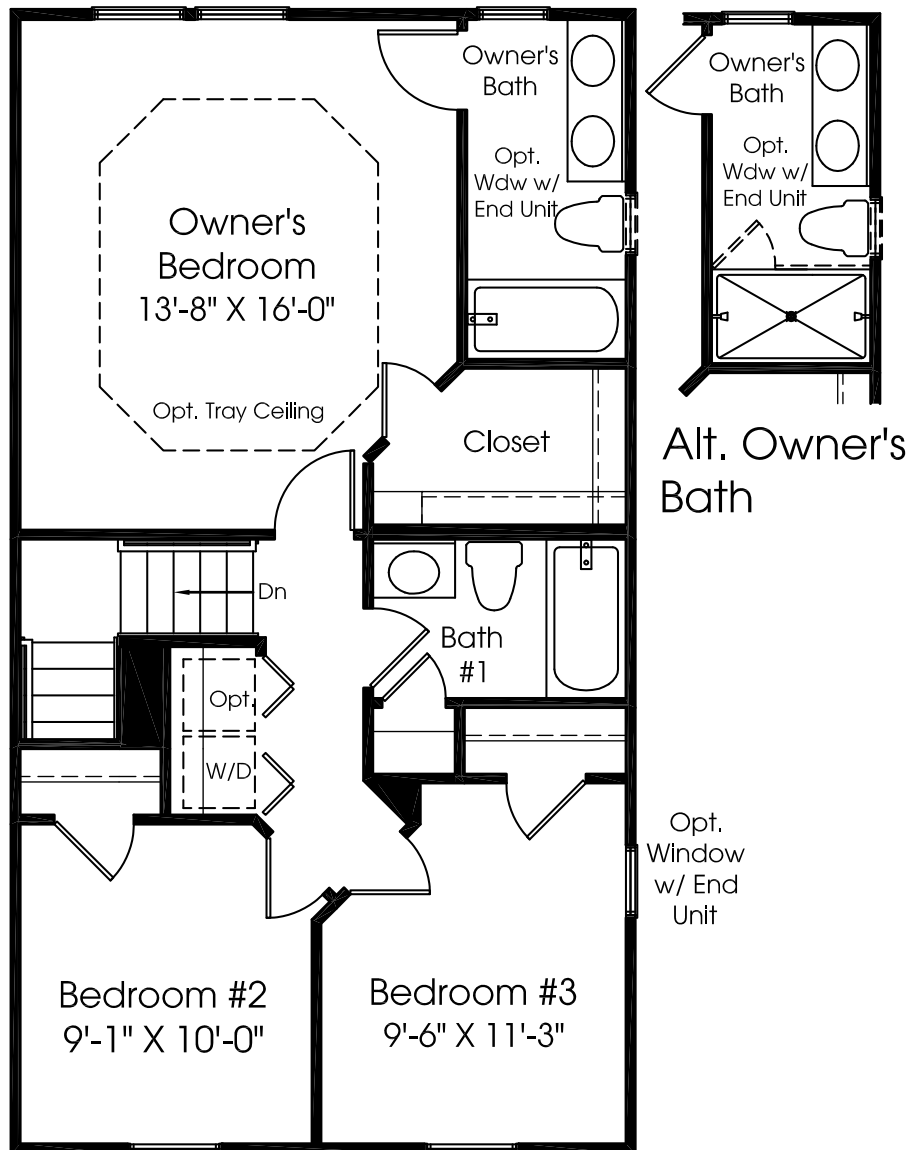 Owner's
Bath
Opt.
Wdw w/
End Unit
Owner's
Bath
Opt.
Wdw w/
End Unit
Owner's
Bedroom
13'-8" X 16'-0"
Opt. Tray Ceiling
Closet
Alt. Owner's
Bath
Dn
Bath
#1
Opt.
W/D
Opt.
Window
w/ End
Unit
Bedroom #2
9'-1" X 10'-0"
Bedroom #3
9'-6" X 11'-3"